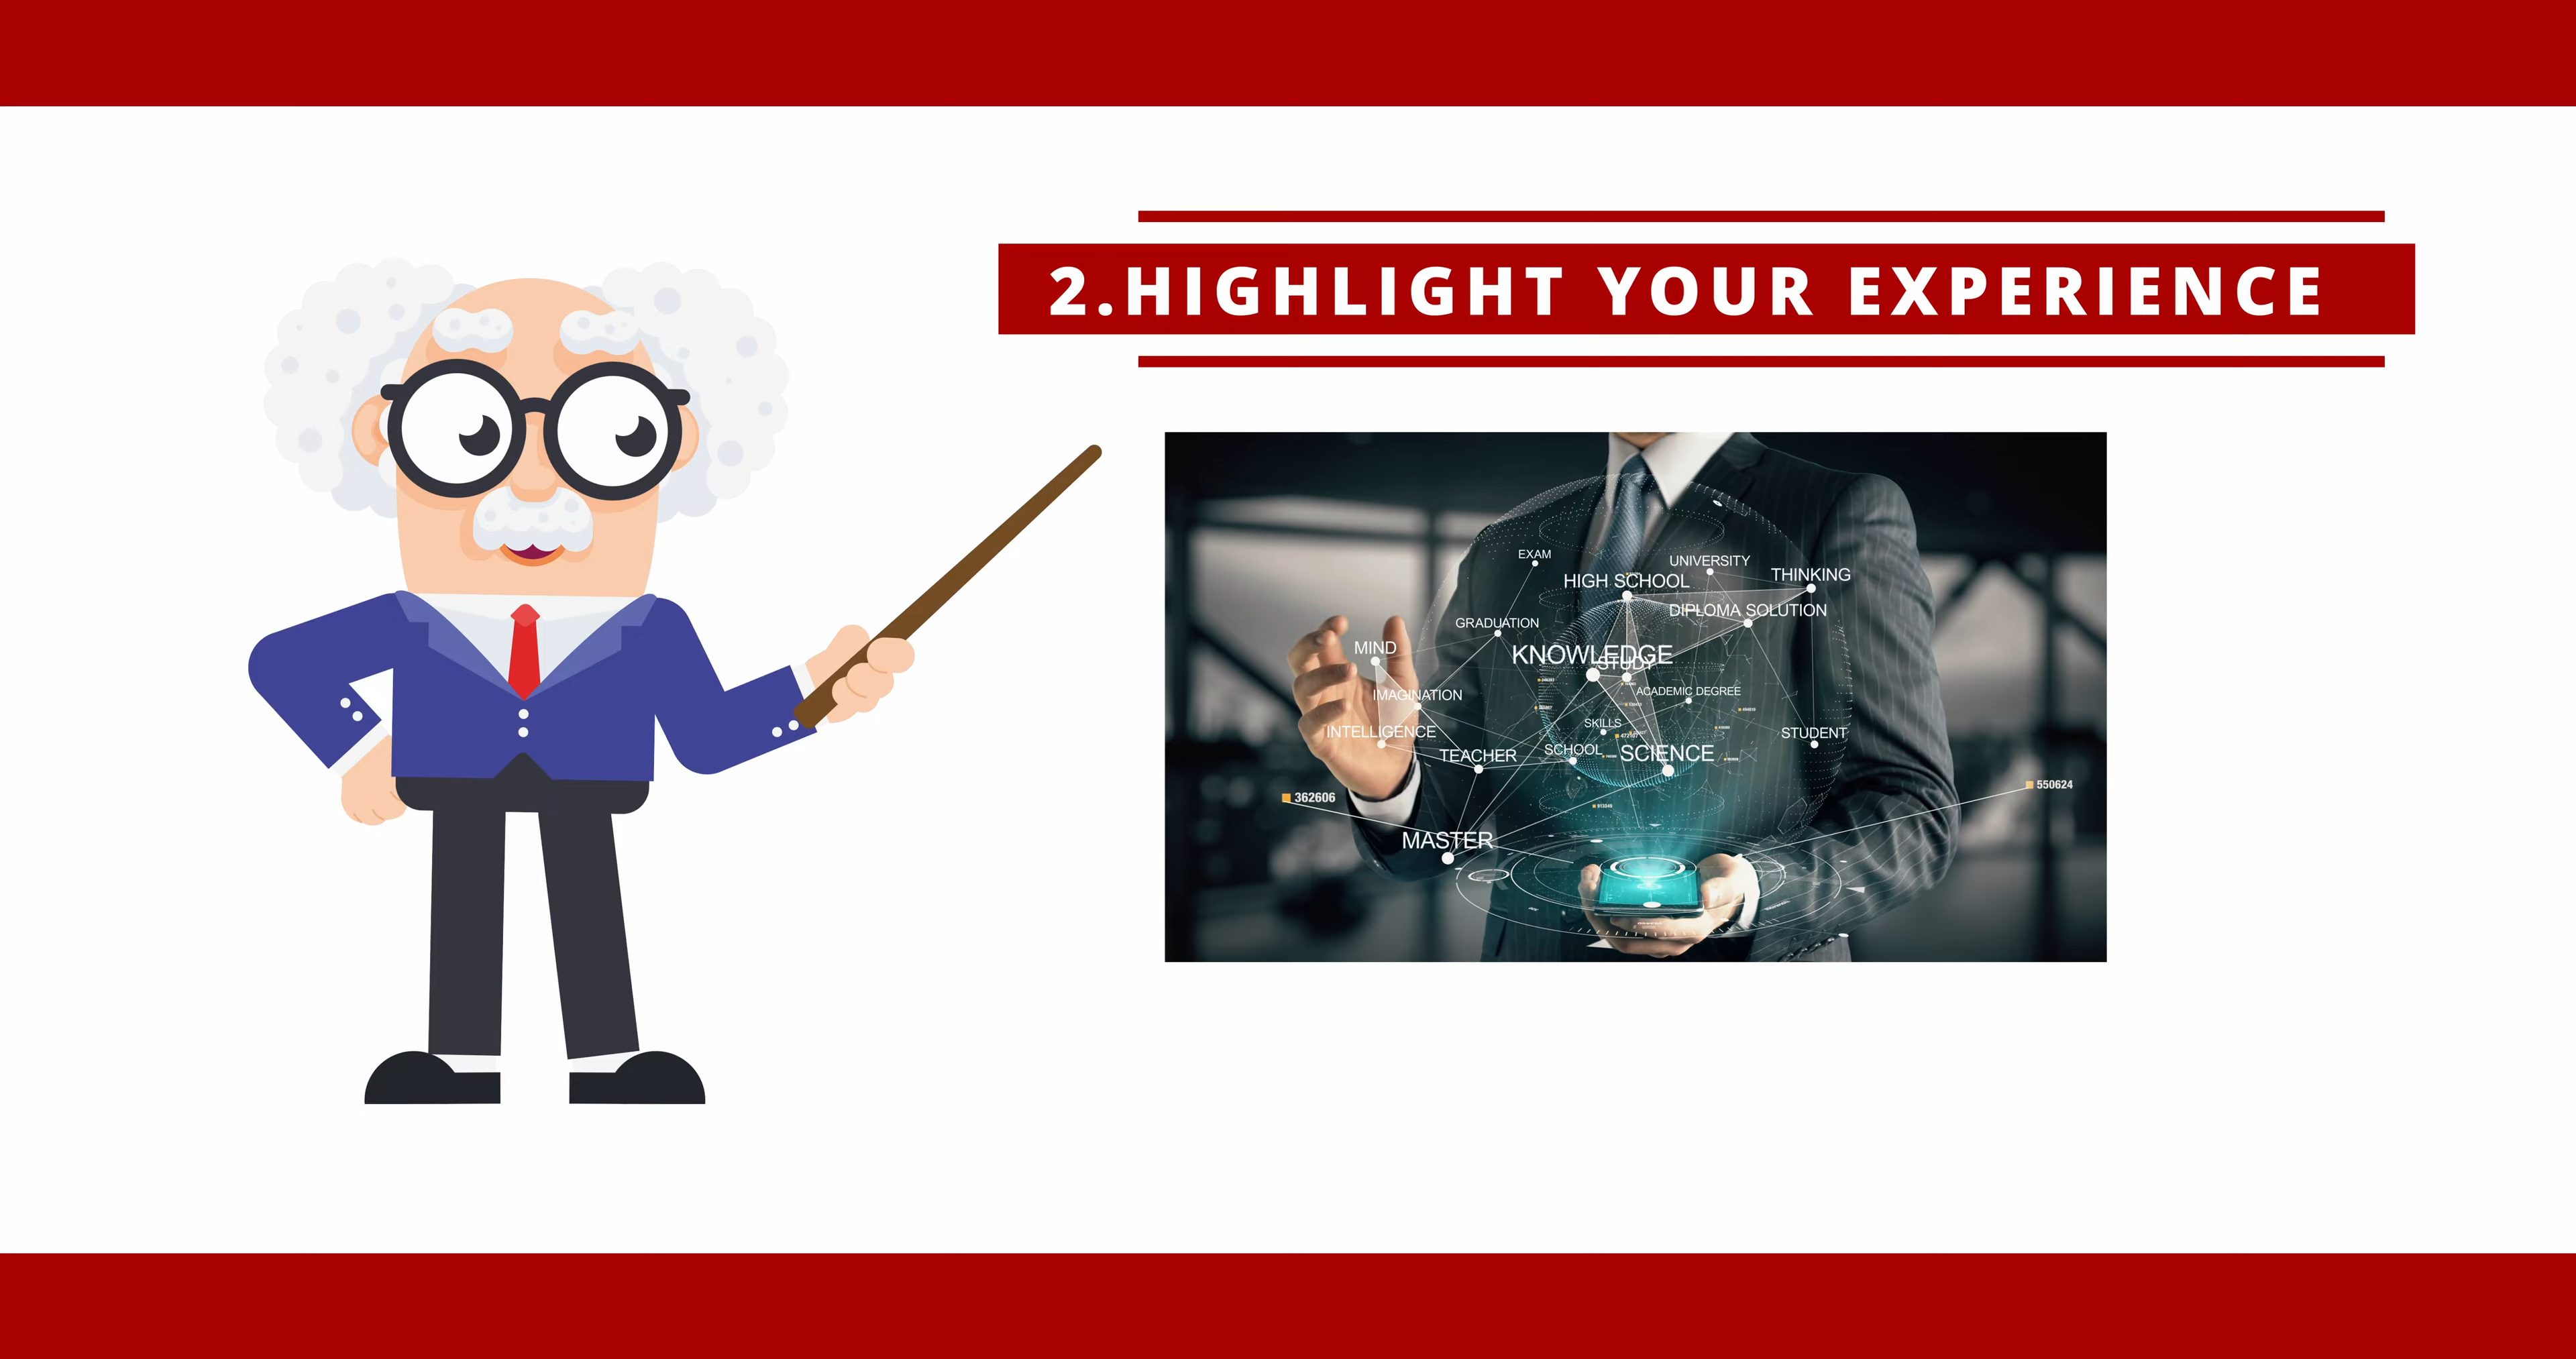 2.HIGHLIGHT YOUR EXPERIENCE
EXAM
UNIVERSITY
HIGH SCHOOL
THINKING
DIPLOMA SOLUTION
GRADUATION
MIND
KNOWLEDGE
STUDY
ACADEMIC DEGREE
IMAGINATION
SKILLS
INTELLIGENCE
STUDENT
TEACHER
SCHOOL
SCIENCE
362606
550624
MASTER